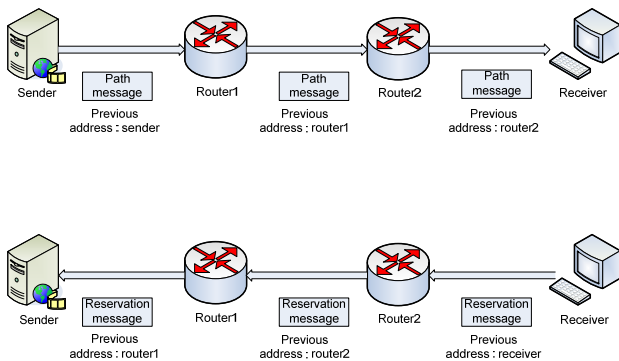 Path
message
Path
message
Path
message
Sender
Router1
Router2
Receiver
Previous
address : sender
Previous
address : router1
Previous
address : router2
Reservation
message
Reservation
message
Reservation
message
Sender
Router1
Router2
Receiver
Previous
address : router1
Previous
address : router2
Previous
address : receiver